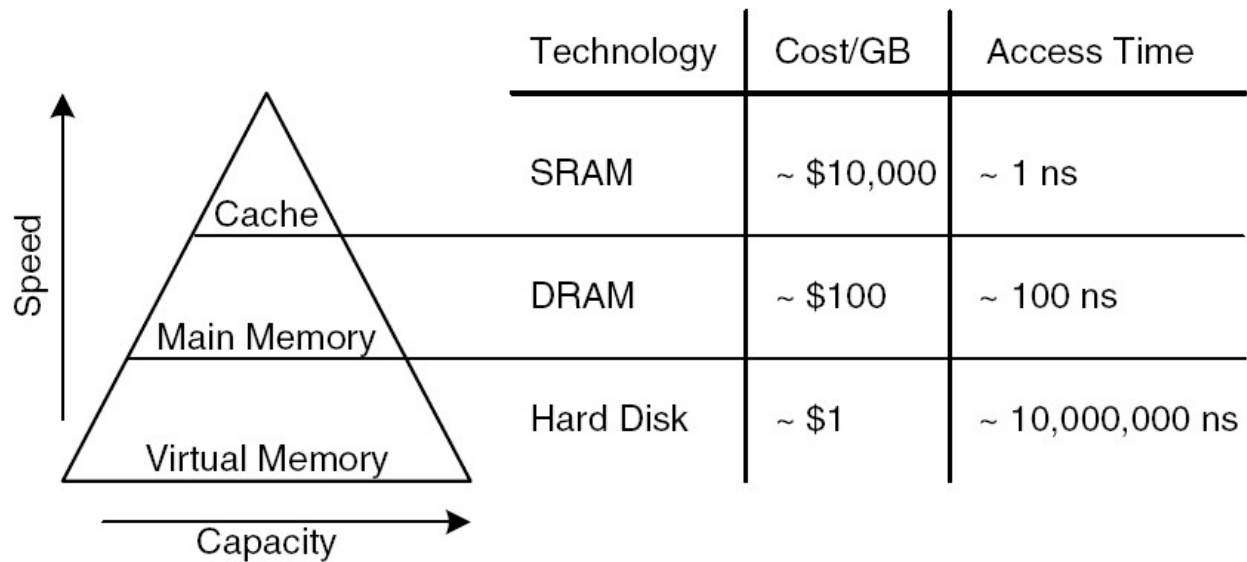 Technology Cost/GB Access Time
SRAM ~ $10,000 ~ 1 ns
Cache
DRAM ~ $100 ~ 100 ns
Main Memory
Hard Disk ~ $1 ~ 10,000,000 ns
Virtual Memory
Speed
Capacity